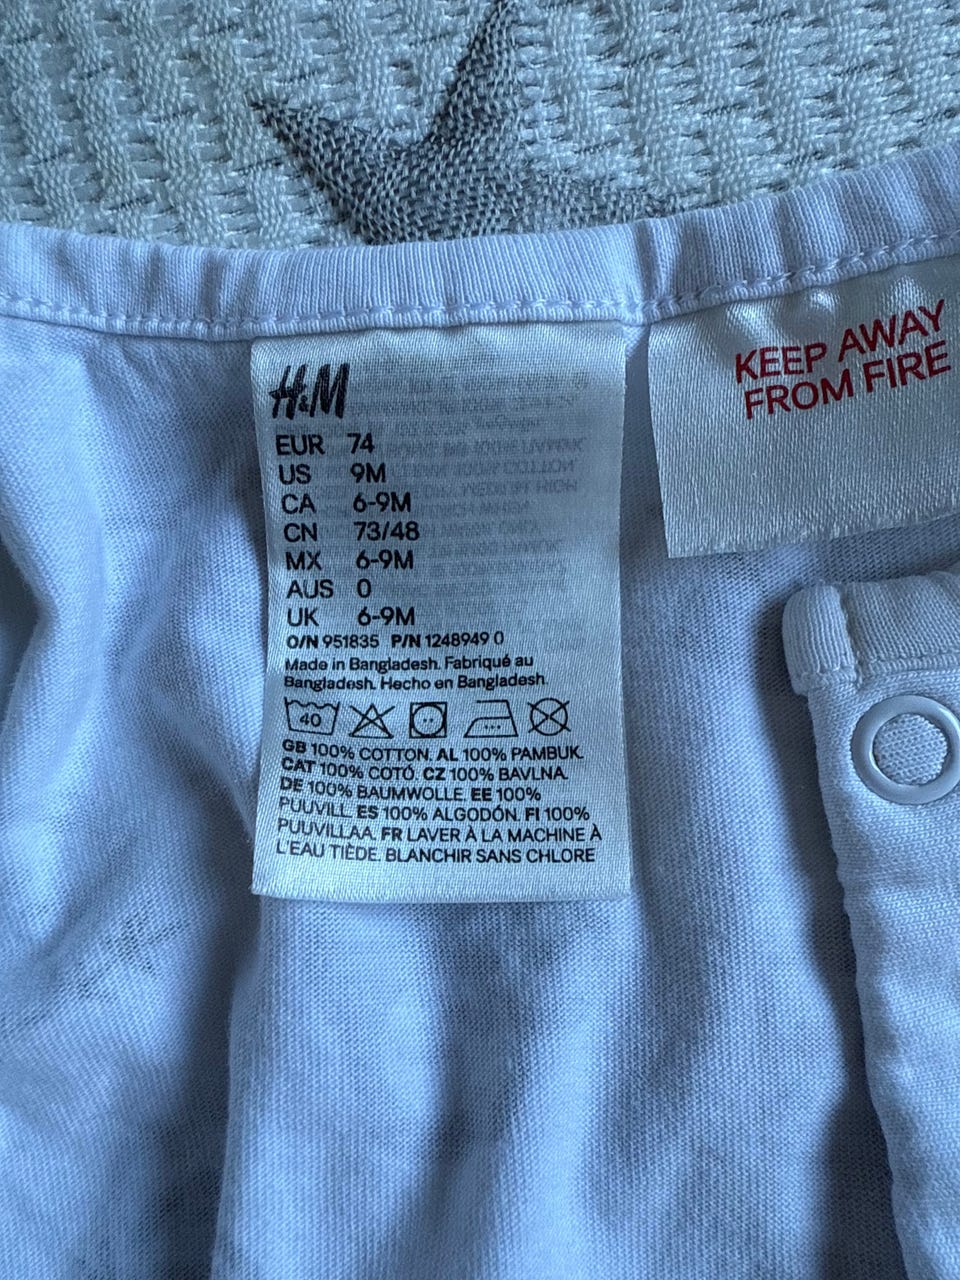 H&M
EUR 74
US 9M
CA 6-9M
CN 73/48
MX 6-9M
AUS 0
UK 6-9M
O/N 951835 P/N 1248949 0
Made in Bangladesh. Fabriqué au
Bangladesh. Hecho en Bangladesh.
40
GB 100% COTTON. AL 100% PAMBUK.
CAT 100% COTÓ. CZ 100% BAVLNA.
DE 100% BAUMWOLLE. EE 100%
PUUVILL. ES 100% ALGODÓN. FI 100%
PUUVILLAA. FR LAVER À LA MACHINE À
L'EAU TIÈDE. BLANCHIR SANS CHLORE
KEEP AWAY
FROM FIRE